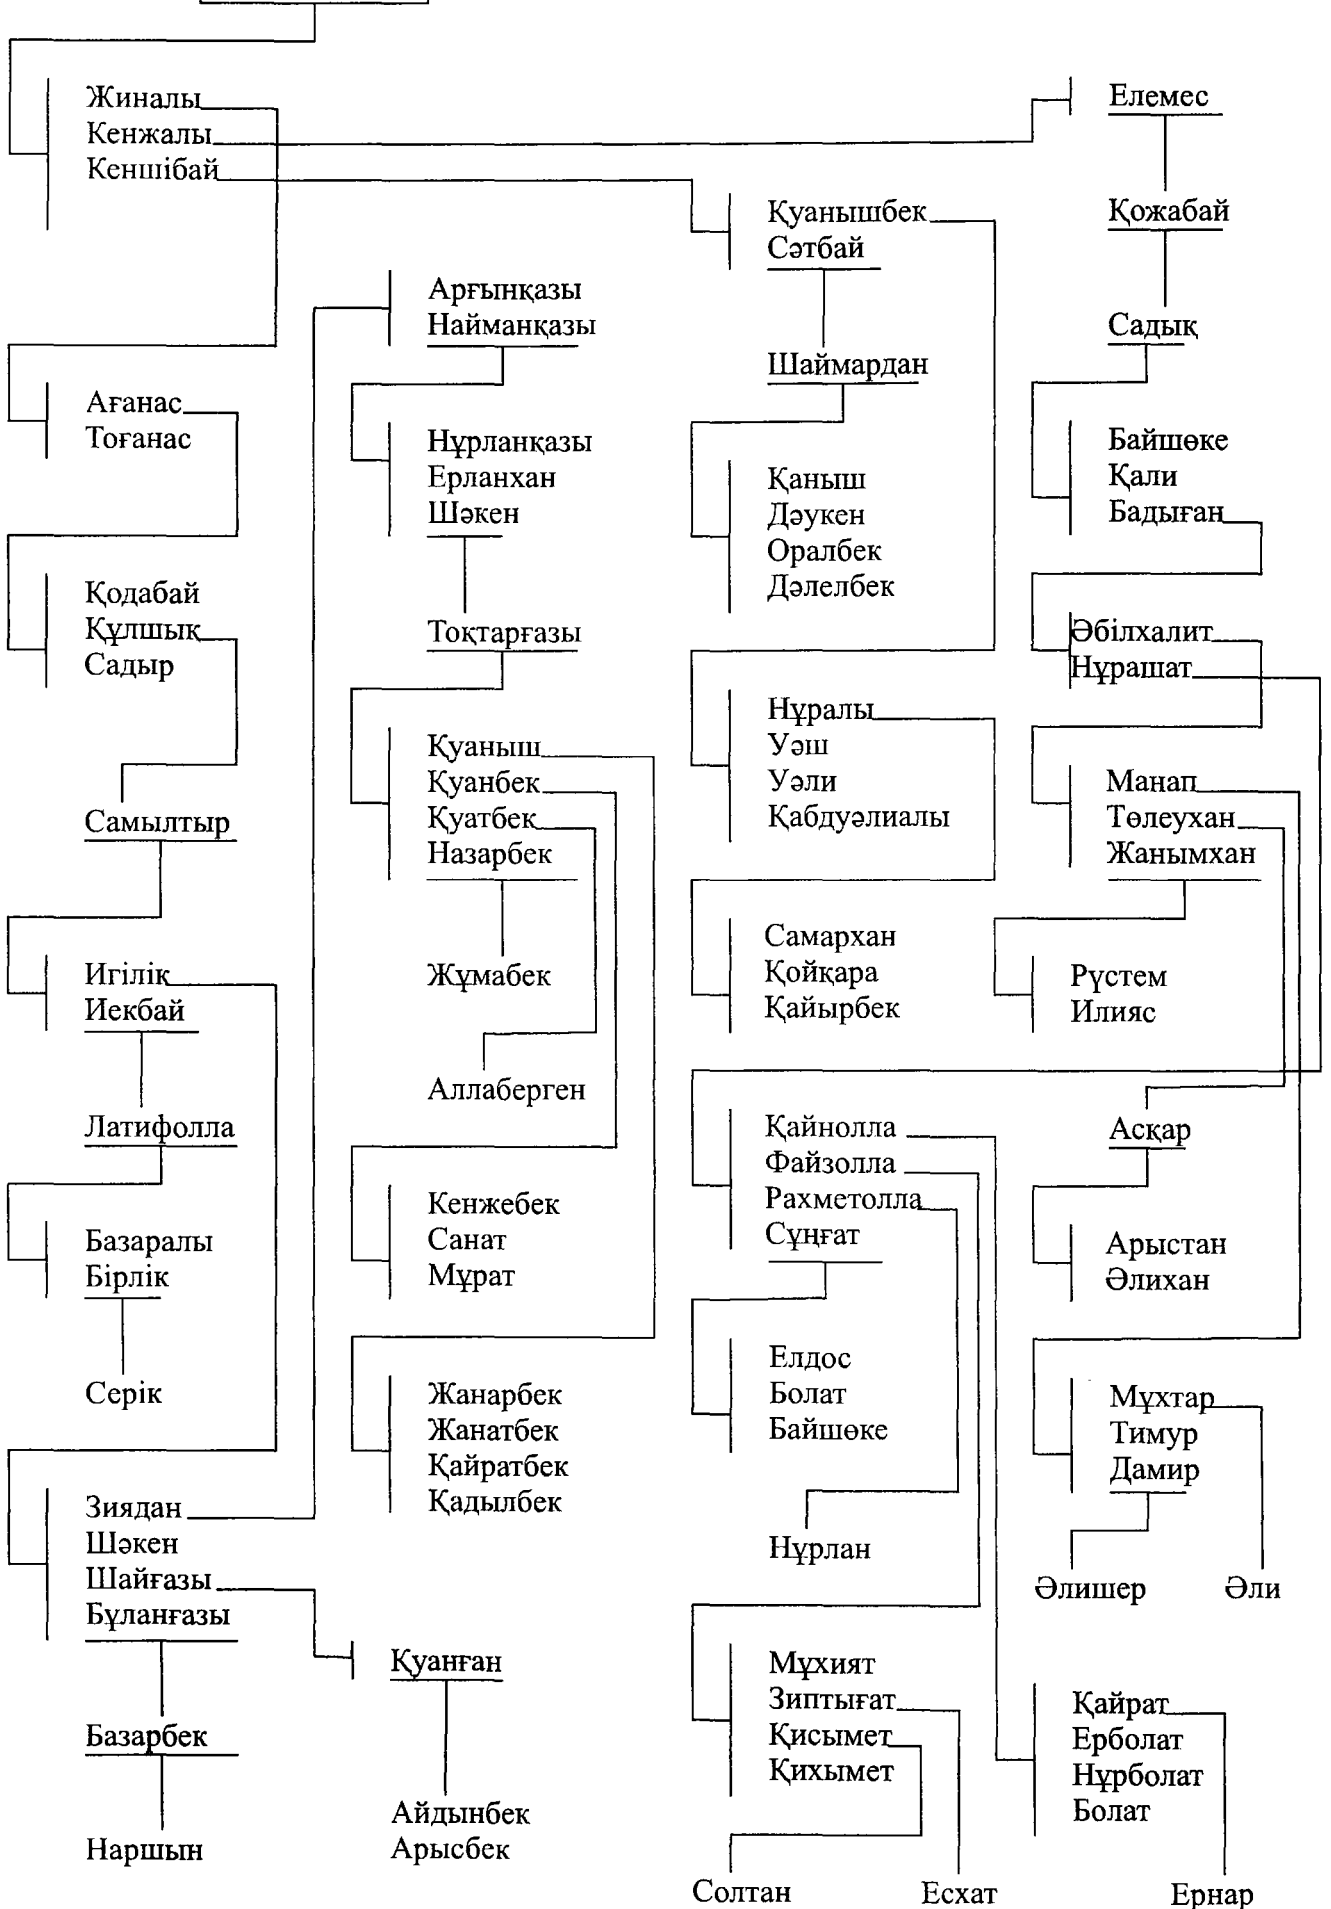 Жиналы
Кенжалы
Кеншібай
Елемес
Қожабай
Садық
Байшөке
Қали
Бадыған
Әбілхалит
Нұрашат
Манап
Төлеухан
Жанымхан
Рүстем
Илияс
Асқар
Арыстан
Әлихан
Мұхтар
Тимур
Дамир
Әлишер
Әли
Қуанышбек
Сәтбай
Шаймардан
Қаныш
Дәукен
Оралбек
Дәлелбек
Нұралы
Уәш
Уәли
Қабдуәлиалы
Самархан
Қойқара
Қайырбек
Қайнолла
Файзолла
Рахметолла
Сұңғат
Елдос
Болат
Байшөке
Нұрлан
Мұхият
Зиптығат
Қисымет
Қихымет
Солтан
Есхат
Қайрат
Ерболат
Нұрболат
Болат
Ернар
Ағанас
Тоғанас
Қодабай
Құлшық
Садыр
Самылтыр
Игілік
Иекбай
Латифолла
Базаралы
Бірлік
Серік
Зиядан
Шәкен
Шайғазы
Бұланғазы
Базарбек
Наршын
Арғынқазы
Найманқазы
Нұрланқазы
Ерланхан
Шәкен
Тоқтарғазы
Қуаныш
Қуанбек
Қуатбек
Назарбек
Жұмабек
Аллаберген
Кенжебек
Санат
Мұрат
Жанарбек
Жанатбек
Қайратбек
Қадылбек
Қуанған
Айдынбек
Арысбек